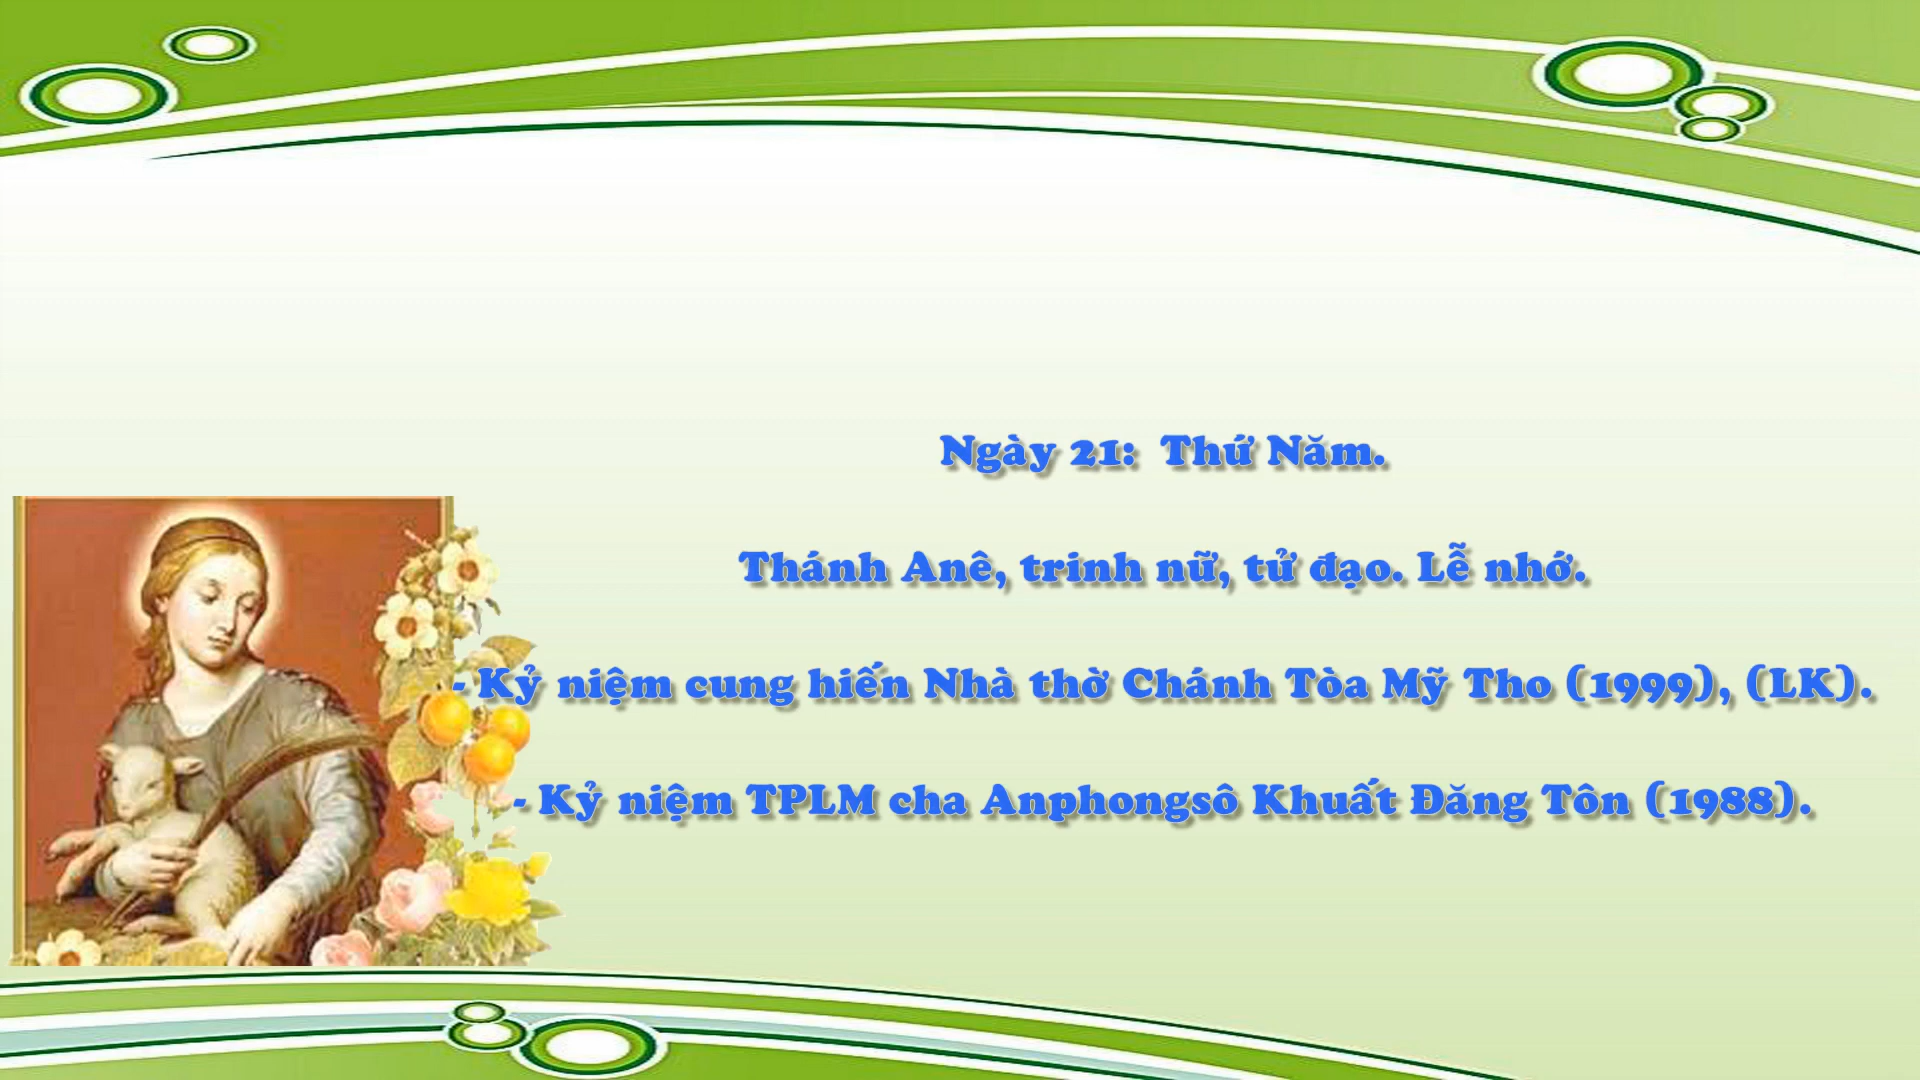 Ngày 21:  Thứ Năm.
Thánh Anê, trinh nữ, tử đạo. Lễ nhớ.
- Kỷ niệm cung hiến Nhà thờ Chánh Tòa Mỹ Tho (1999), (LK).
- Kỷ niệm TPLM cha Anphongsô Khuất Đăng Tôn (1988).